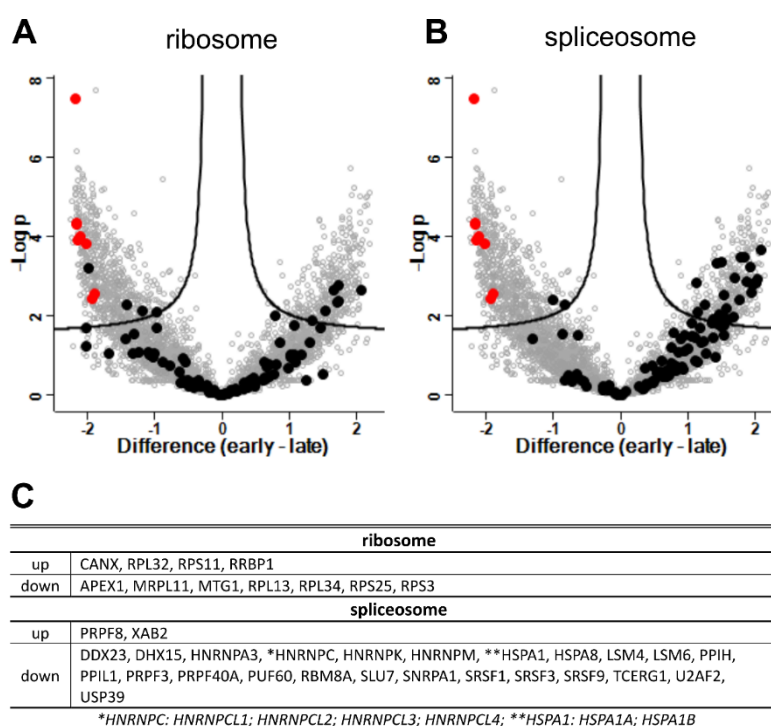 A
ribosome
B
spliceosome
8
6
4
2
0
-Log p
-2
-1
0
1
2
Difference (early - late)
8
6
4
2
0
-Log p
-2
-1
0
1
2
Difference (early - late)
C
ribosome
up
CANX, RPL32, RPS11, RRBP1
down
APEX1, MRPL11, MTG1, RPL13, RPL34, RPS25, RPS3
spliceosome
up
PRPF8, XAB2
down
DDX23, DHX15, HNRNPA3, *HNRNPC, HNRNPK, HNRNPM, **HSPA1, HSPA8, LSM4, LSM6, PPIH,
PPIL1, PRPF3, PRPF40A, PUF60, RBM8A, SLU7, SNRPA1, SRSF1, SRSF3, SRSF9, TCERG1, U2AF2,
USP39
*HNRNPC: HNRNPCL1; HNRNPCL2; HNRNPCL3; HNRNPCL4; **HSPA1: HSPA1A; HSPA1B